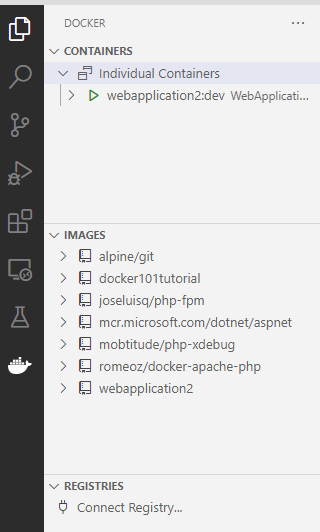 DOCKER
CONTAINERS
Individual Containers
webapplication2:dev WebApplicati...
IMAGES
alpine/git
docker101tutorial
joseluisq/php-fpm
mcr.microsoft.com/dotnet/aspnet
mobtitude/php-xdebug
romeoz/docker-apache-php
webapplication2
REGISTRIES
Connect Registry...